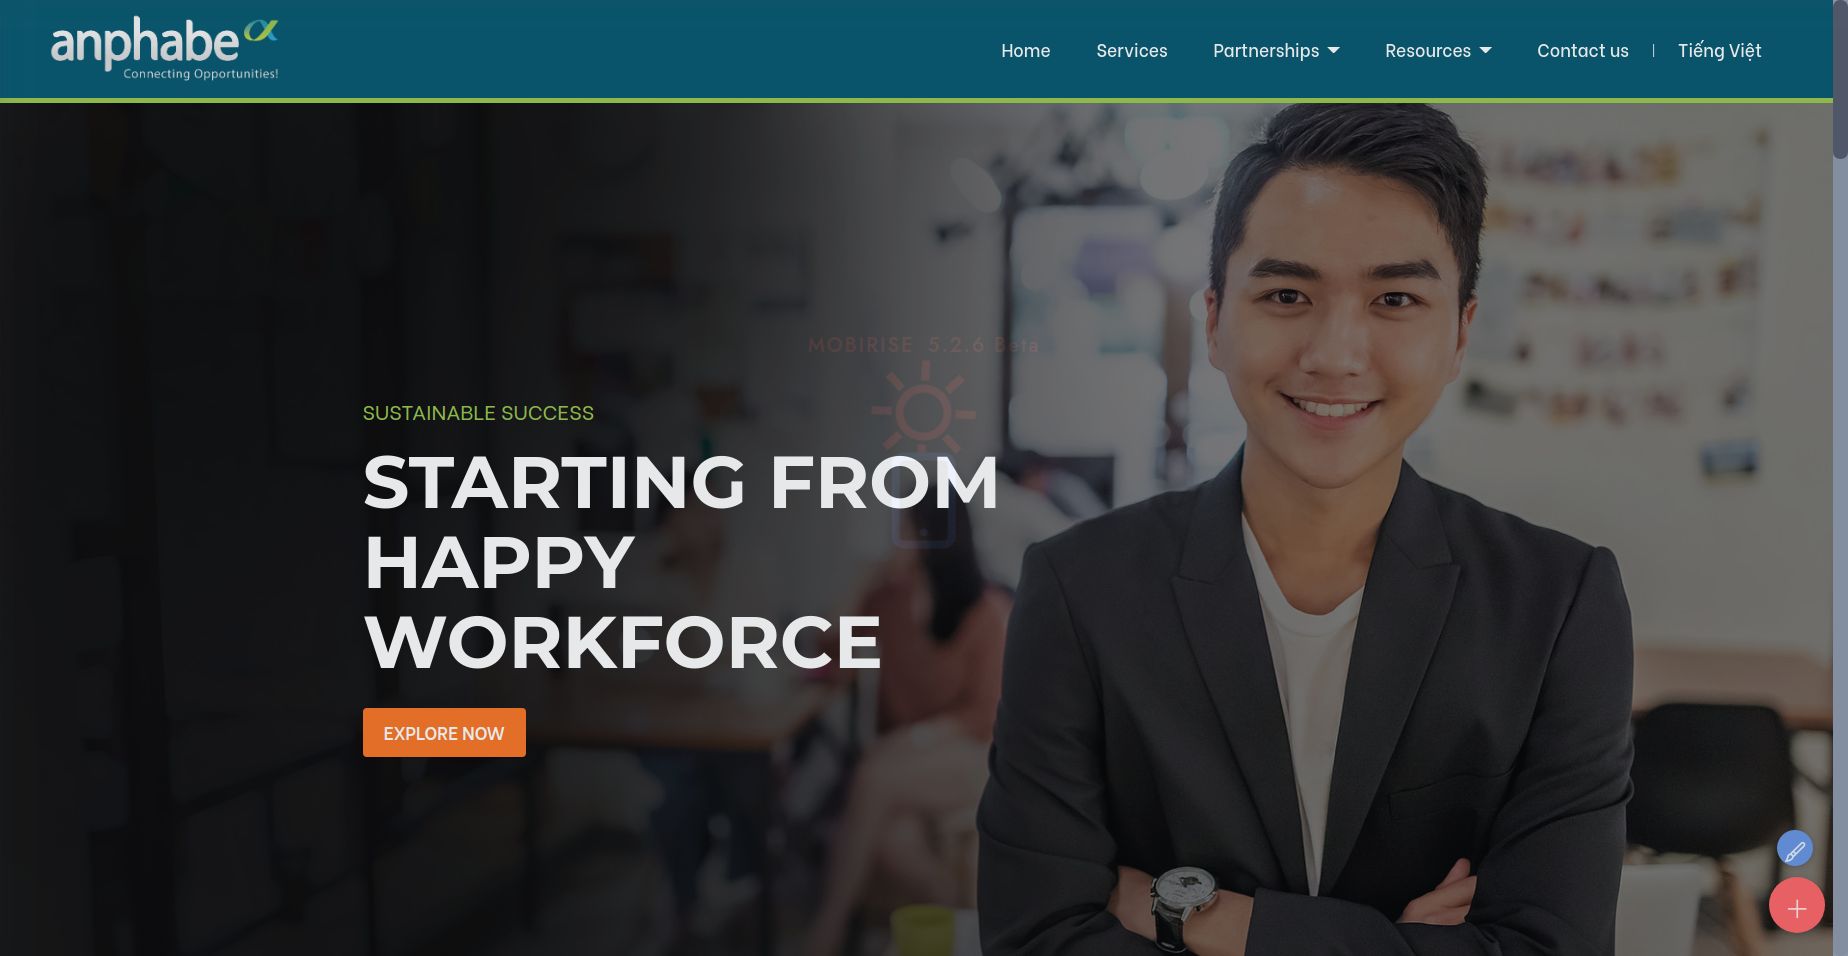 anphabe
Connecting Opportunities!
Home
Services
Partnerships
Resources
Contact us
Tiếng Việt
MOBIRISE 5.2.6 Beta
SUSTAINABLE SUCCESS
STARTING FROM
HAPPY
WORKFORCE
EXPLORE NOW